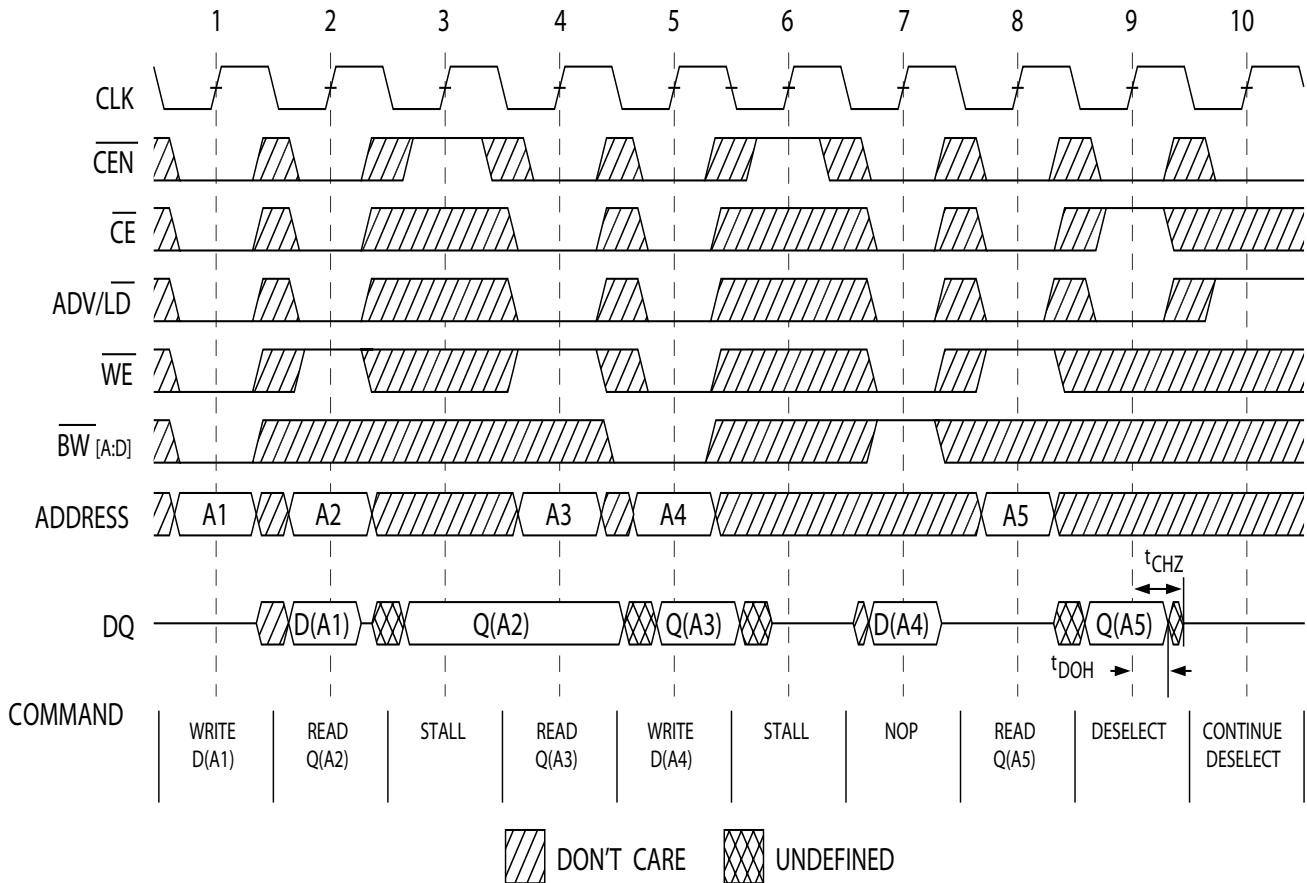 1 2 3 4 5 6 7 8 9 10
CLK
CEN
CE
ADV/LD
WE
BW [A:D]
ADDRESS A1 A2 A3 A4 A5
tCHZ
DQ D(A1) Q(A2) Q(A3) D(A4) Q(A5)
tDOH
COMMAND
WRITE READ STALL READ WRITE STALL NOP READ DESELECT CONTINUE
D(A1) Q(A2) Q(A3) D(A4) Q(A5) DESELECT
DON'T CARE UNDEFINED